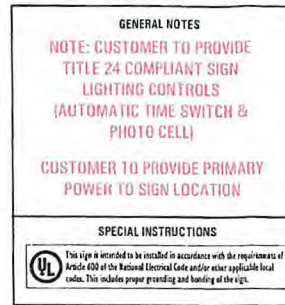 GENERAL NOTES
NOTE: CUSTOMER TO PROVIDE
TITLE 24 COMPLIANT SIGN
LIGHTING CONTROLS
(AUTOMATIC TIME SWITCH &
PHOTO CELL)
CUSTOMER TO PROVIDE PRIMARY
POWER TO SIGN LOCATION
SPECIAL INSTRUCTIONS
UL
This sign is intended to be installed in accordance with the requirements of
Article 600 of the National Electrical Code and/or other applicable local
codes. This includes proper grounding and bonding of the sign.